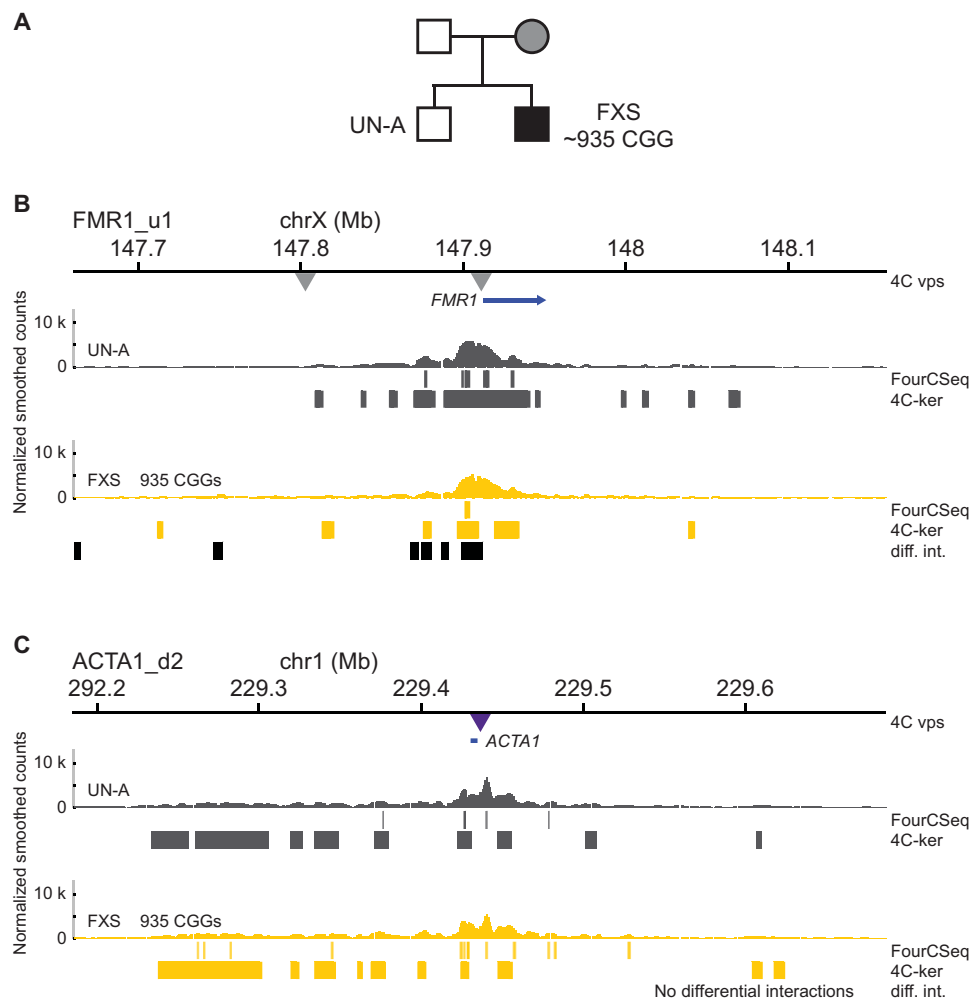 A
UN-A
FXS
~935 CGG
B
FMR1_u1
chrX (Mb)
147.7 147.8 147.9 148 148.1
4C vps
FMR1
Normalized smoothed counts
10 k
UN-A
0
FourCSeq
4C-ker
10 k
FXS 935 CGGs
0
FourCSeq
4C-ker
diff. int.
C
ACTA1_d2
chr1 (Mb)
292.2 229.3 229.4 229.5 229.6
4C vps
ACTA1
Normalized smoothed counts
10 k
UN-A
0
FourCSeq
4C-ker
10 k
FXS 935 CGGs
0
FourCSeq
4C-ker
No differential interactions diff. int.